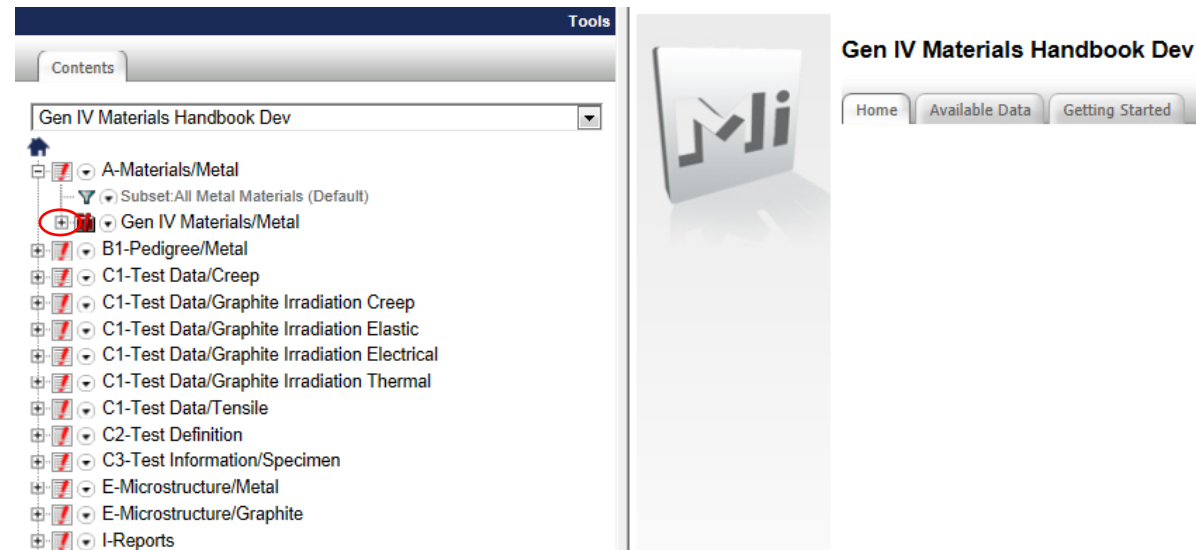 Tools
Contents
Gen IV Materials Handbook Dev
A-Materials/Metal
Subset:All Metal Materials (Default)
Gen IV Materials/Metal
B1-Pedigree/Metal
C1-Test Data/Creep
C1-Test Data/Graphite Irradiation Creep
C1-Test Data/Graphite Irradiation Elastic
C1-Test Data/Graphite Irradiation Electrical
C1-Test Data/Graphite Irradiation Thermal
C1-Test Data/Tensile
C2-Test Definition
C3-Test Information/Specimen
E-Microstructure/Metal
E-Microstructure/Graphite
I-Reports
Mi
Gen IV Materials Handbook Dev
Home Available Data Getting Started